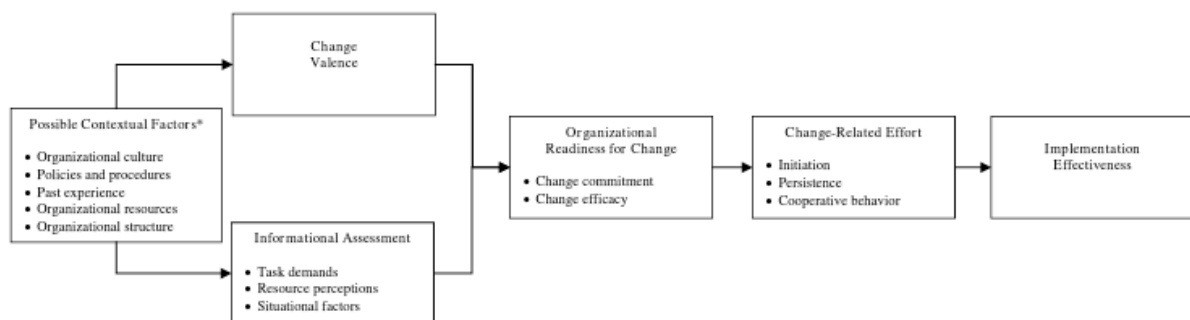 Change
Valence
Possible Contextual Factors*
• Organizational culture
• Policies and procedures
• Past experience
• Organizational resources
• Organizational structure
Informational Assessment
• Task demands
• Resource perceptions
• Situational factors
Organizational
Readiness for Change
• Change commitment
• Change efficacy
Change-Related Effort
• Initiation
• Persistence
• Cooperative behavior
Implementation
Effectiveness